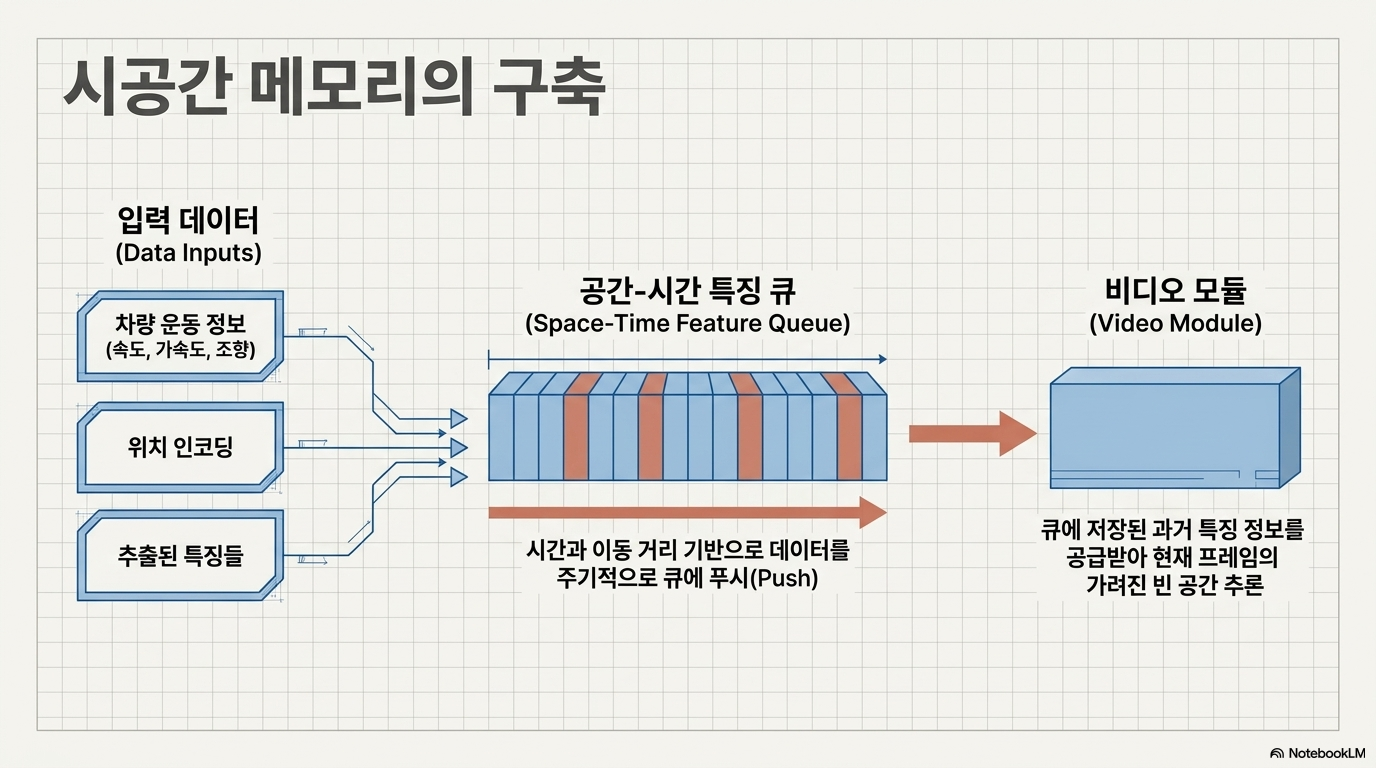 시공간 메모리의 구축
입력 데이터
(Data Inputs)
차량 운동 정보
(속도, 가속도, 조향)
위치 인코딩
추출된 특징들
공간-시간 특징 큐
(Space-Time Feature Queue)
시간과 이동 거리 기반으로 데이터를
주기적으로 큐에 푸시(Push)
비디오 모듈
(Video Module)
큐에 저장된 과거 특징 정보를
공급받아 현재 프레임의
가려진 빈 공간 추론
NotebookLM